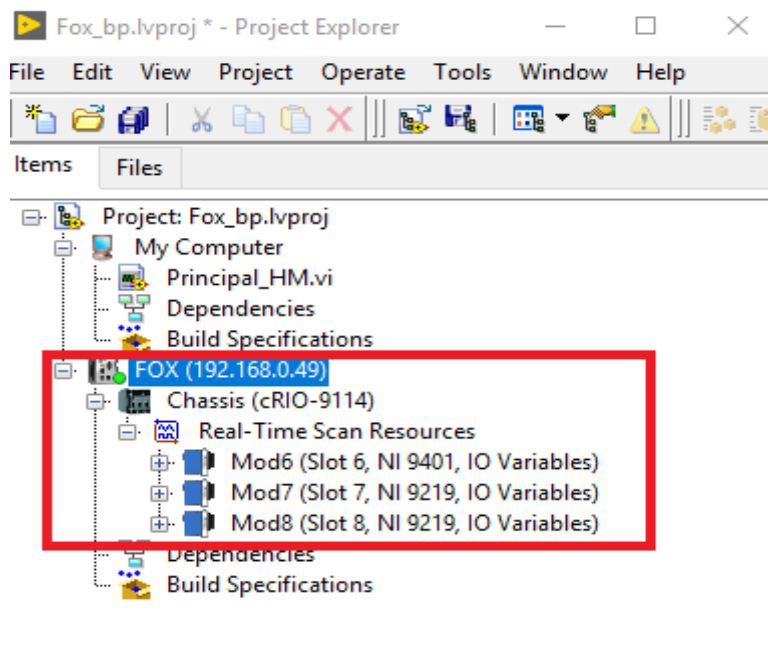 Fox_bp.lvproj * - Project Explorer
File Edit View Project Operate Tools Window Help
Items Files
Project: Fox_bp.lvproj
My Computer
Principal_HM.vi
Dependencies
Build Specifications
FOX (192.168.0.49)
Chassis (cRIO-9114)
Real-Time Scan Resources
Mod6 (Slot 6, NI 9401, IO Variables)
Mod7 (Slot 7, NI 9219, IO Variables)
Mod8 (Slot 8, NI 9219, IO Variables)
Dependencies
Build Specifications